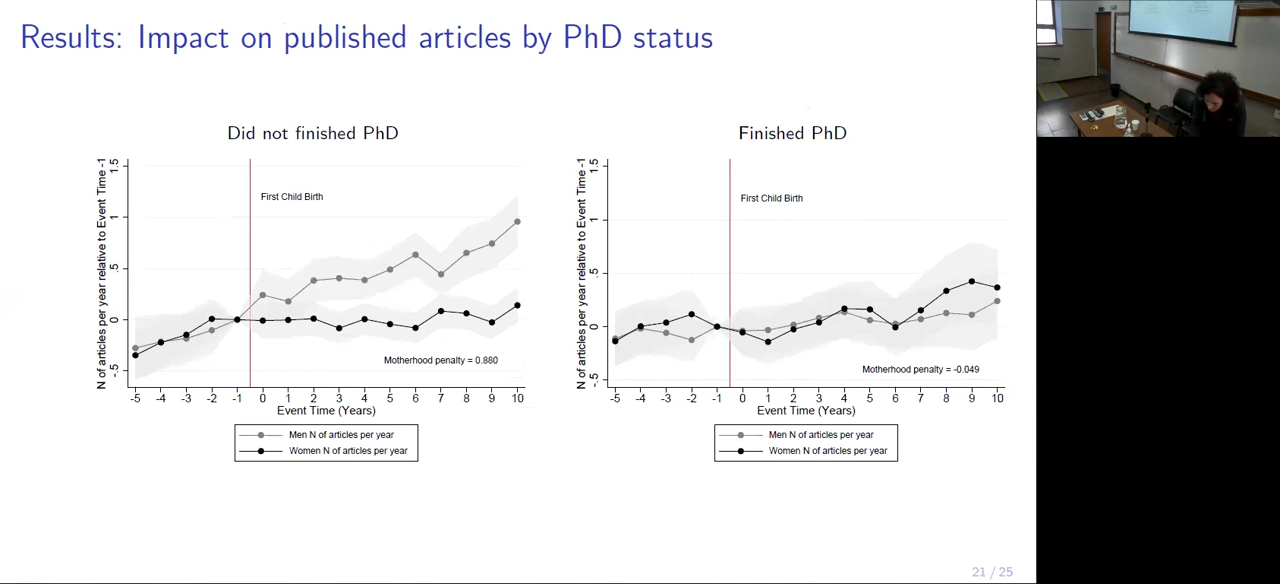 Results: Impact on published articles by PhD status
Did not finished PhD
N of articles per year relative to Event Time -1
1.5
1
.5
0
-.5
First Child Birth
Motherhood penalty = 0.880
-5 -4 -3 -2 -1 0 1 2 3 4 5 6 7 8 9 10
Event Time (Years)
Men N of articles per year
Women N of articles per year
Finished PhD
N of articles per year relative to Event Time -1
1.5
1
.5
0
-.5
First Child Birth
Motherhood penalty = -0.049
-5 -4 -3 -2 -1 0 1 2 3 4 5 6 7 8 9 10
Event Time (Years)
Men N of articles per year
Women N of articles per year
21 / 25